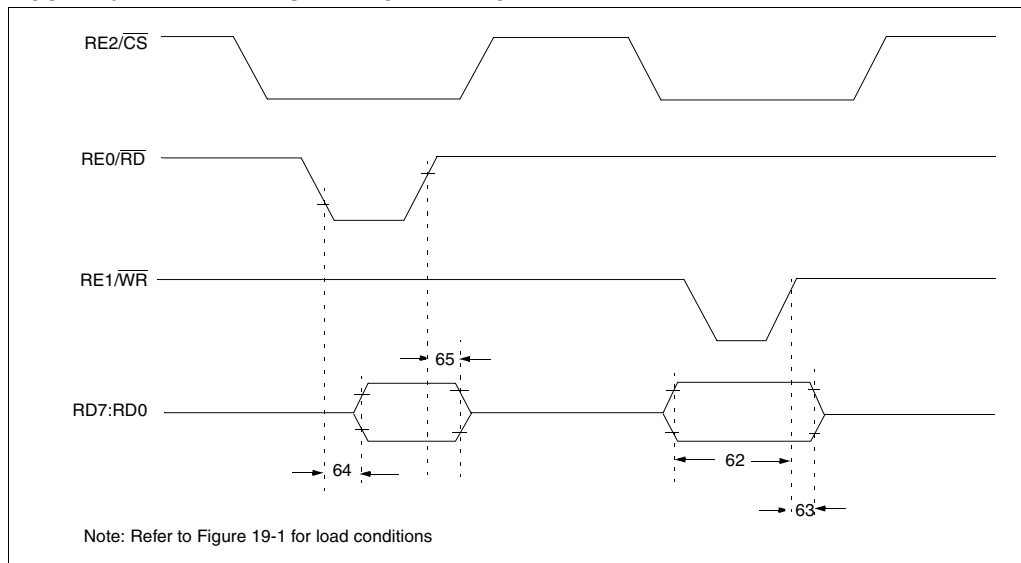 RE2/CS
RE0/RD
RE1/WR
65
RD7:RD0
64
62
63
Note: Refer to Figure 19-1 for load conditions